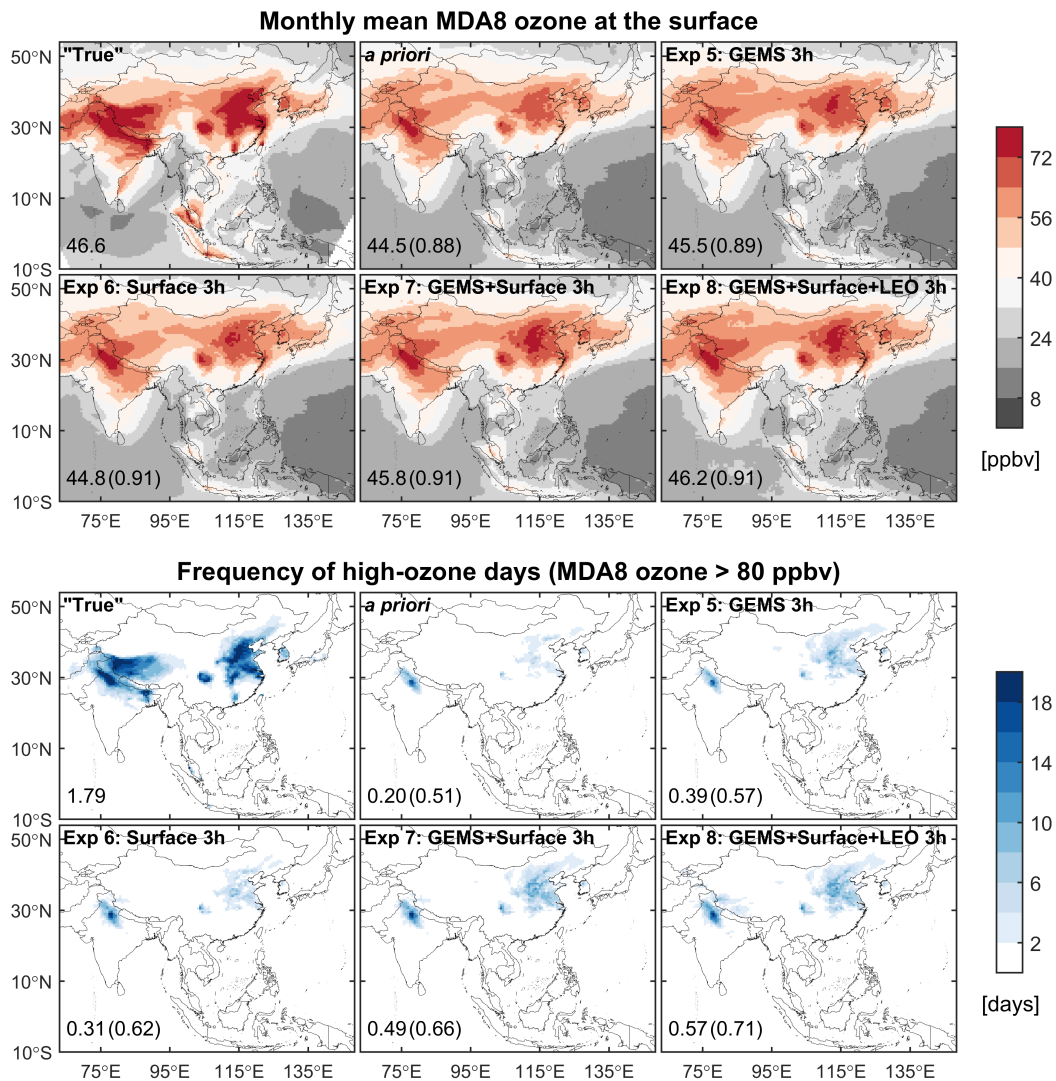 Monthly mean MDA8 ozone at the surface
"True"
a priori
Exp 5: GEMS 3h
50°N
30°N
10°N
10°S
46.6
44.5(0.88)
45.5(0.89)
Exp 6: Surface 3h
Exp 7: GEMS+Surface 3h
Exp 8: GEMS+Surface+LEO 3h
50°N
30°N
10°N
10°S
44.8(0.91)
45.8(0.91)
46.2(0.91)
75°E 95°E 115°E 135°E
75°E 95°E 115°E 135°E
75°E 95°E 115°E 135°E
72
56
40
24
8
[ppbv]
Frequency of high-ozone days (MDA8 ozone > 80 ppbv)
"True"
a priori
Exp 5: GEMS 3h
50°N
30°N
10°N
10°S
1.79
0.20(0.51)
0.39(0.57)
Exp 6: Surface 3h
Exp 7: GEMS+Surface 3h
Exp 8: GEMS+Surface+LEO 3h
50°N
30°N
10°N
10°S
0.31(0.62)
0.49(0.66)
0.57(0.71)
75°E 95°E 115°E 135°E
75°E 95°E 115°E 135°E
75°E 95°E 115°E 135°E
18
14
10
6
2
[days]